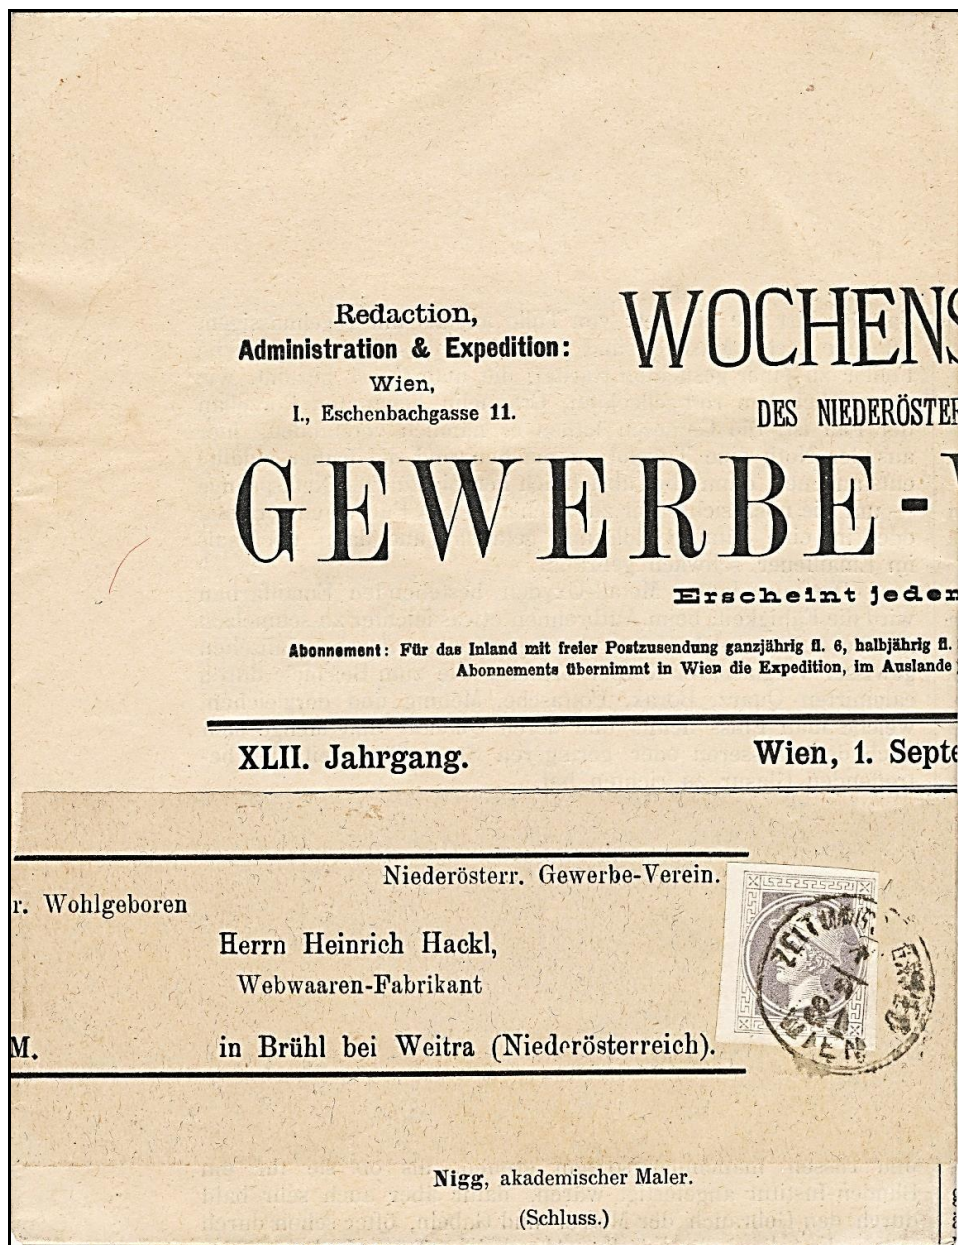 Redaction,
Administration & Expedition:
Wien,
I., Eschenbachgasse 11.
WOCHENS
DES NIEDERÖSTER
GEWERBE-
Erscheint jeden
Abonnement: Für das Inland mit freier Postzusendung ganzjährig fl. 6, halbjährig fl.
Abonnements übernimmt in Wien die Expedition, im Auslande
XLII. Jahrgang.
Wien, 1. Septe
Niederösterr. Gewerbe-Verein.
r. Wohlgeboren
Herrn Heinrich Hackl,
Webwaaren-Fabrikant
M.
in Brühl bei Weitra (Niederösterreich).
WIEN
Nigg, akademischer Maler.
(Schluss.)